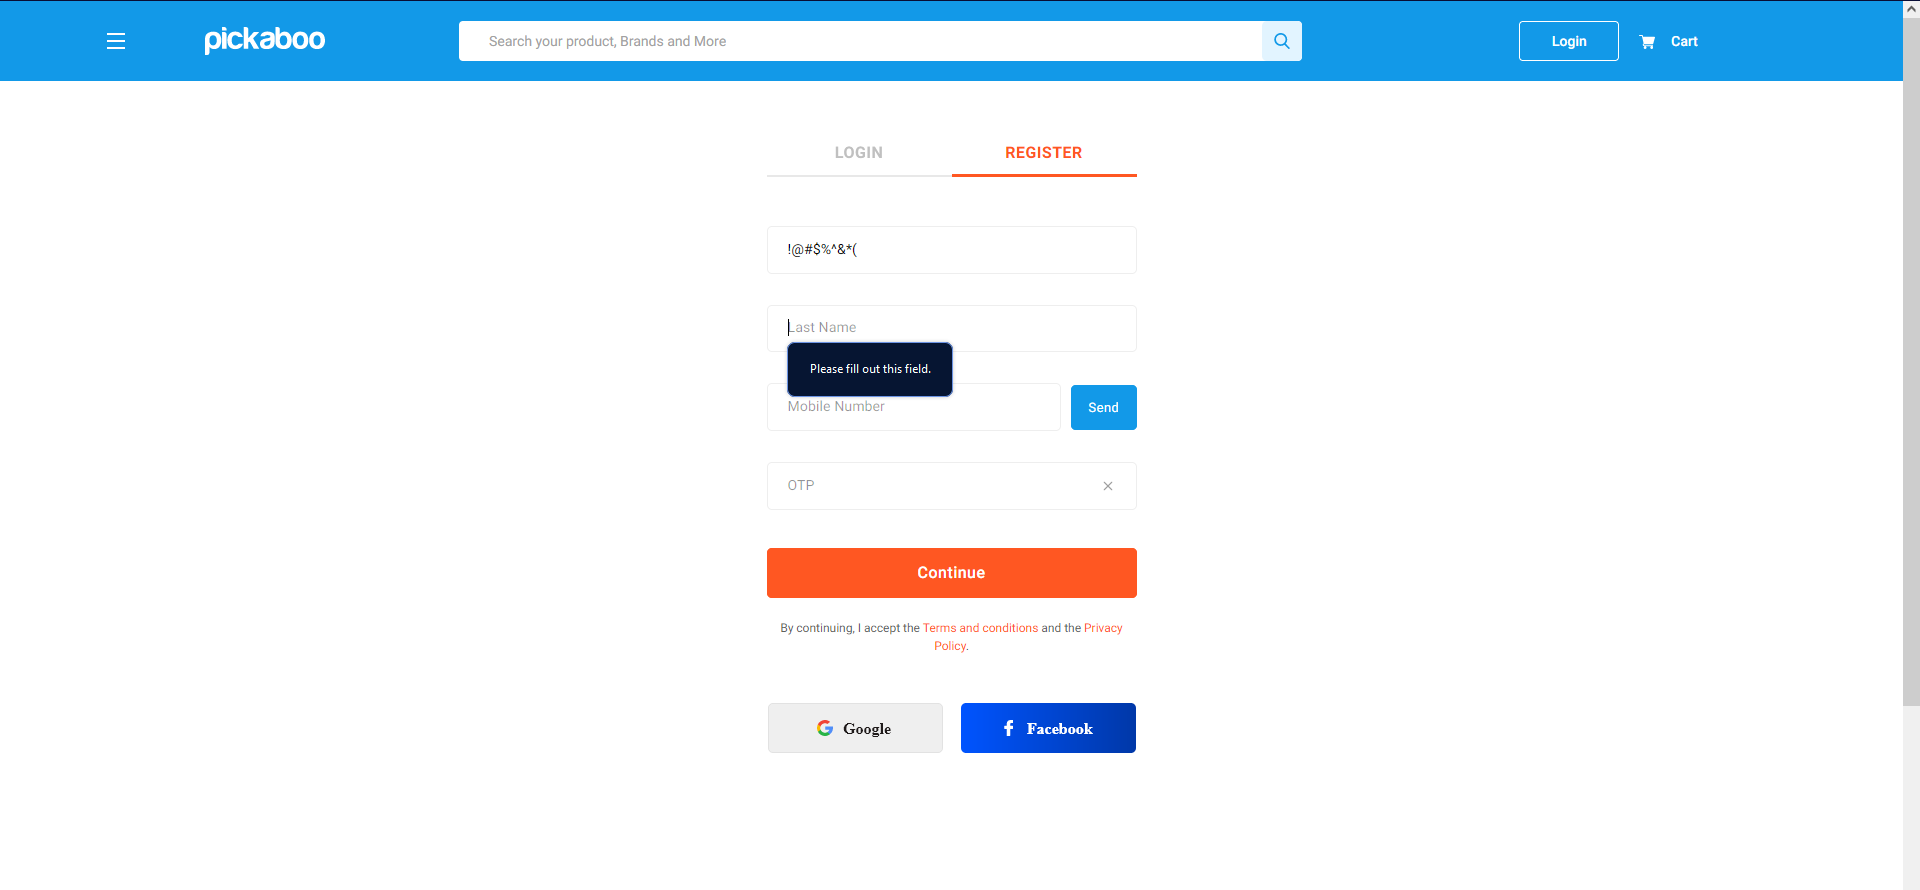 pickaboo
Search your product, Brands and More
Login
Cart
LOGIN
REGISTER
!@#$%^&*(
Last Name
Please fill out this field.
Mobile Number
Send
OTP
Continue
By continuing, I accept the Terms and conditions and the Privacy
Policy.
Google
Facebook